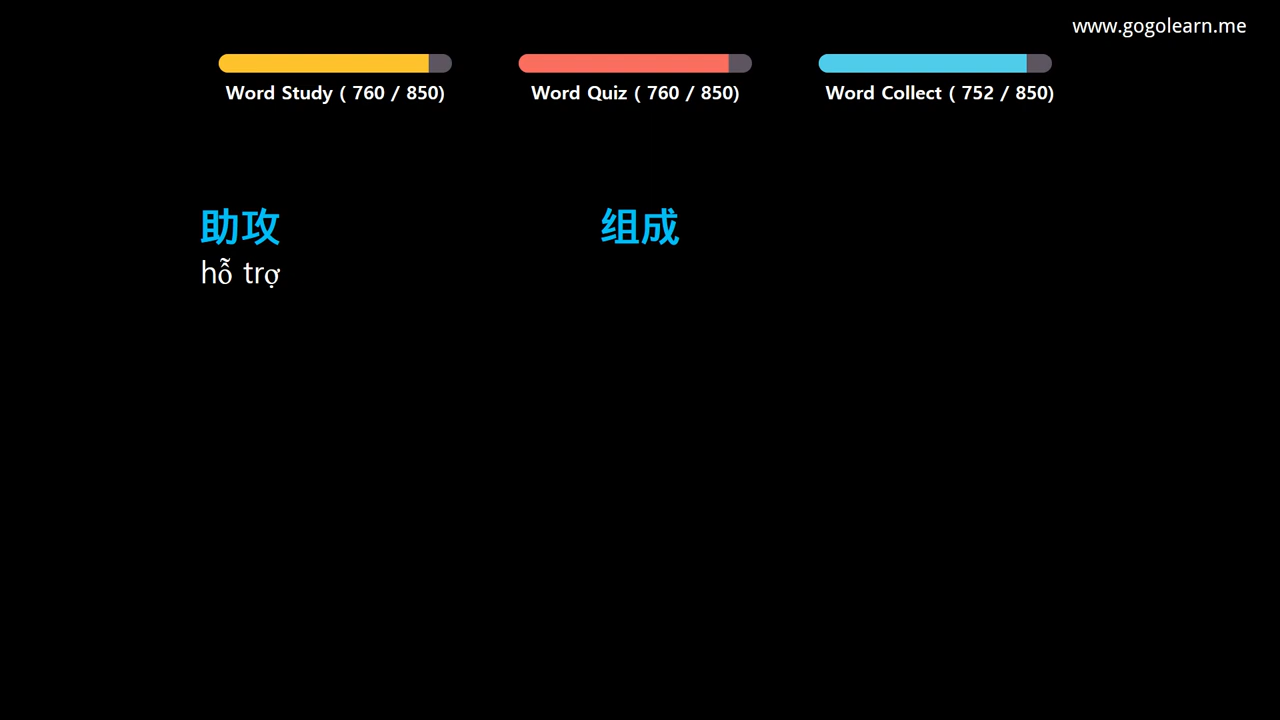 www.gogolearn.me
Word Study ( 760 / 850)
Word Quiz ( 760 / 850)
Word Collect ( 752 / 850)
助攻
组成
hỗ trợ